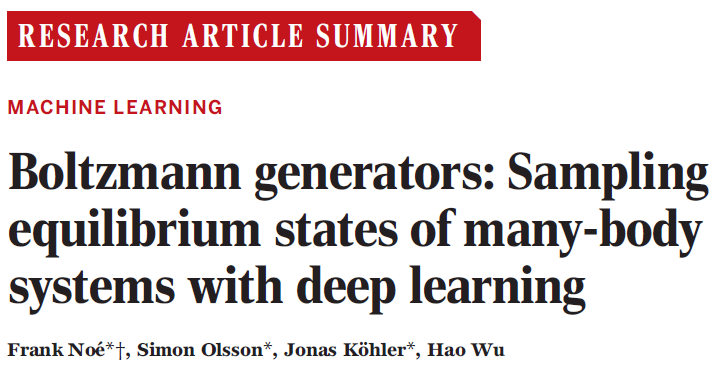 RESEARCH ARTICLE SUMMARY
MACHINE LEARNING
Boltzmann generators: Sampling
equilibrium states of many-body
systems with deep learning
Frank Noé*†, Simon Olsson*, Jonas Köhler*, Hao Wu